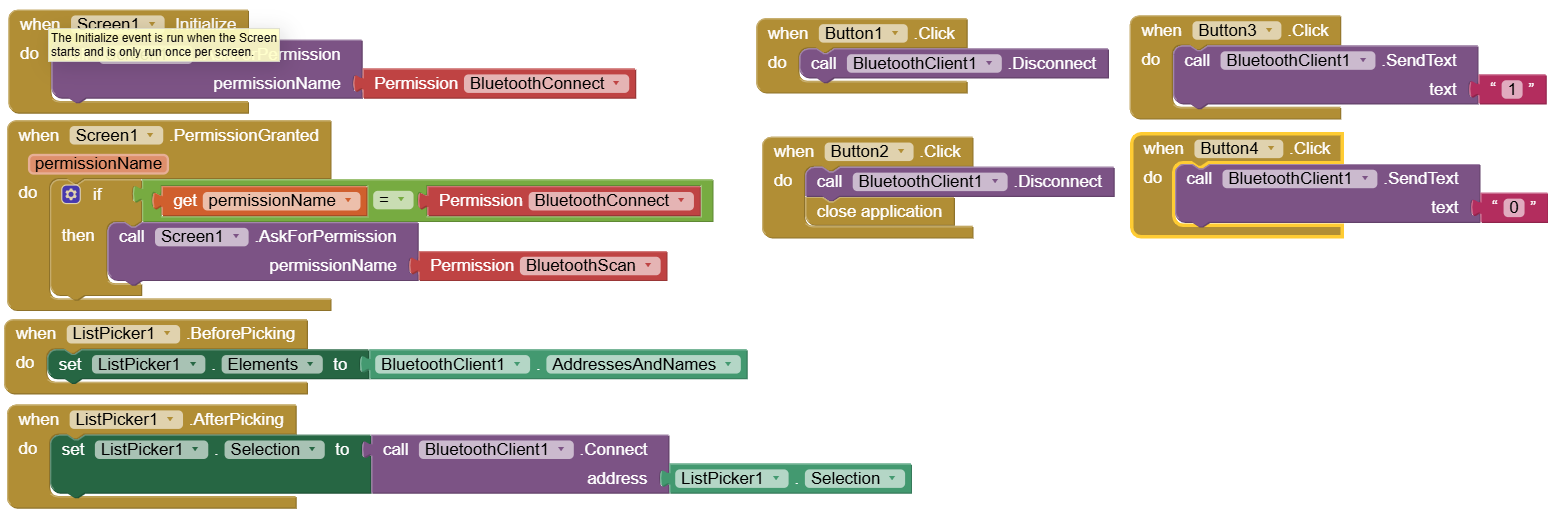 when Screen1 .Initialize
The Initialize event is run when the Screen
starts and is only run once per screen.
do
permissionName Permission BluetoothConnect
when Screen1 .PermissionGranted
permissionName
do if get permissionName = Permission BluetoothConnect
then call Screen1 .AskForPermission
permissionName Permission BluetoothScan
when ListPicker1 .BeforePicking
do set ListPicker1 . Elements to BluetoothClient1 . AddressesAndNames
when ListPicker1 .AfterPicking
do set ListPicker1 . Selection to call BluetoothClient1 .Connect
address ListPicker1 . Selection
when Button1 .Click
do call BluetoothClient1 .Disconnect
when Button2 .Click
do call BluetoothClient1 .Disconnect
close application
when Button3 .Click
do call BluetoothClient1 .SendText
text “ 1 ”
when Button4 .Click
do call BluetoothClient1 .SendText
text “ 0 ”